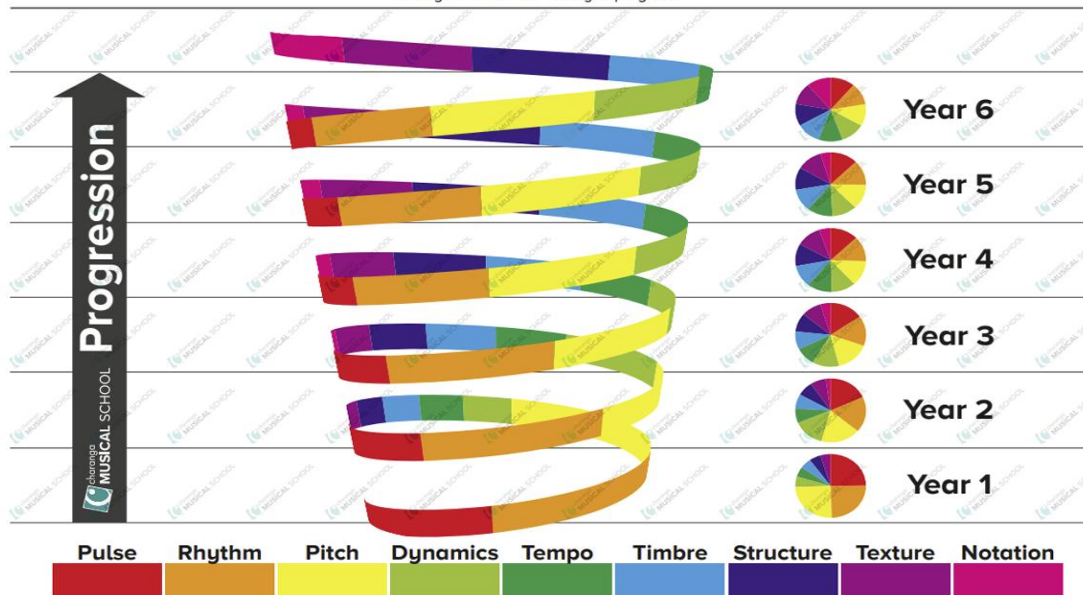 Progression
charanga
MUSICAL SCHOOL
Year 6
Year 5
Year 4
Year 3
Year 2
Year 1
Pulse Rhythm Pitch Dynamics Tempo Timbre Structure Texture Notation